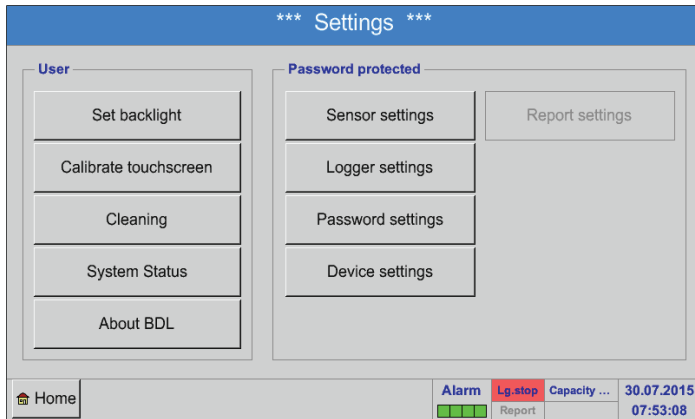 *** Settings ***
User
Set backlight
Calibrate touchscreen
Cleaning
System Status
About BDL
Password protected
Sensor settings
Report settings
Logger settings
Password settings
Device settings
Home
Alarm
Lg.stop
Capacity ...
30.07.2015
Report
07:53:08